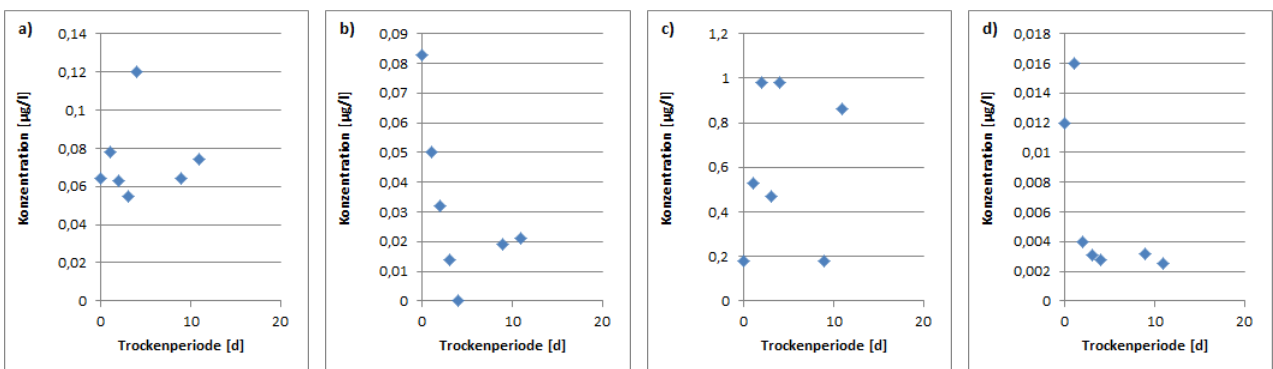 a)
Konzentration [µg/l]
0,14
0,12
0,1
0,08
0,06
0,04
0,02
0
0 10 20
Trockenperiode [d]
b)
Konzentration [µg/l]
0,09
0,08
0,07
0,06
0,05
0,04
0,03
0,02
0,01
0
0 10 20
Trockenperiode [d]
c)
Konzentration [µg/l]
1,2
1
0,8
0,6
0,4
0,2
0
0 10 20
Trockenperiode [d]
d)
Konzentration [µg/l]
0,018
0,016
0,014
0,012
0,01
0,008
0,006
0,004
0,002
0
0 10 20
Trockenperiode [d]